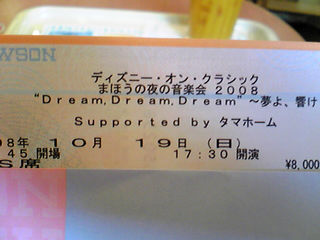 WSON
ディズニー・オン・クラシック
まほうの夜の音楽会 2008
"Dream,Dream,Dream" ～夢よ、響け
Supported by タマホーム
08年 10月 19日 (日)
45 開場 17:30 開演
S席 ¥8,000